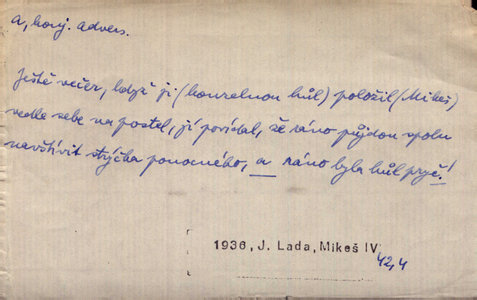 a, konj. advers.
Ještě večer, když ji (kouzelnou hůl) položil (Mikeš)
vedle sebe na postel, jí povídal, že ráno půjdou spolu
navštívit strýčka ponocného, a ráno byla hůl pryč!
1936, J. Lada, Mikeš IV
42,4